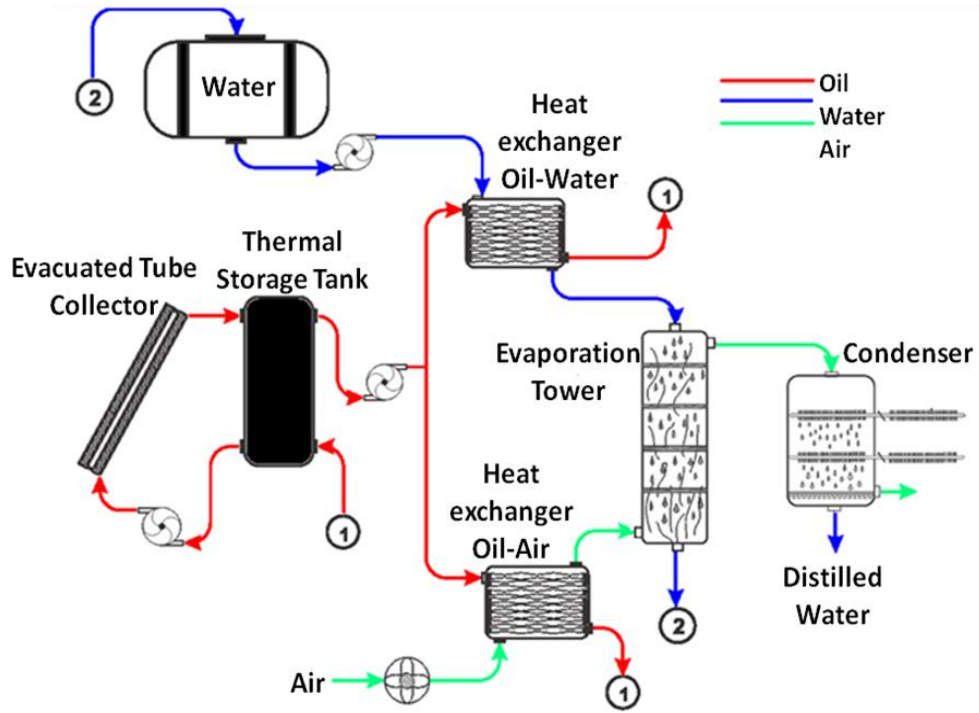 2
Water
Oil
Water
Air
Heat
exchanger
Oil-Water
1
Thermal
Storage Tank
Evacuated Tube
Collector
Evaporation
Tower
Condenser
1
Heat
exchanger
Oil-Air
Distilled
Water
2
Air
1